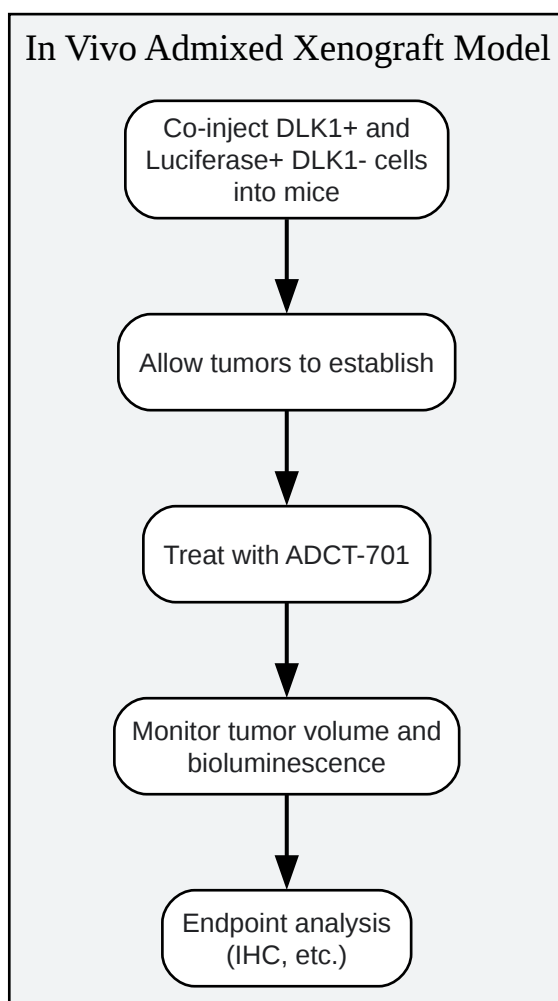 In Vivo Admixed Xenograft Model
Co-inject DLK1+ and
Luciferase+ DLK1- cells
into mice
Allow tumors to establish
Treat with ADCT-701
Monitor tumor volume and
bioluminescence
Endpoint analysis
(IHC, etc.)